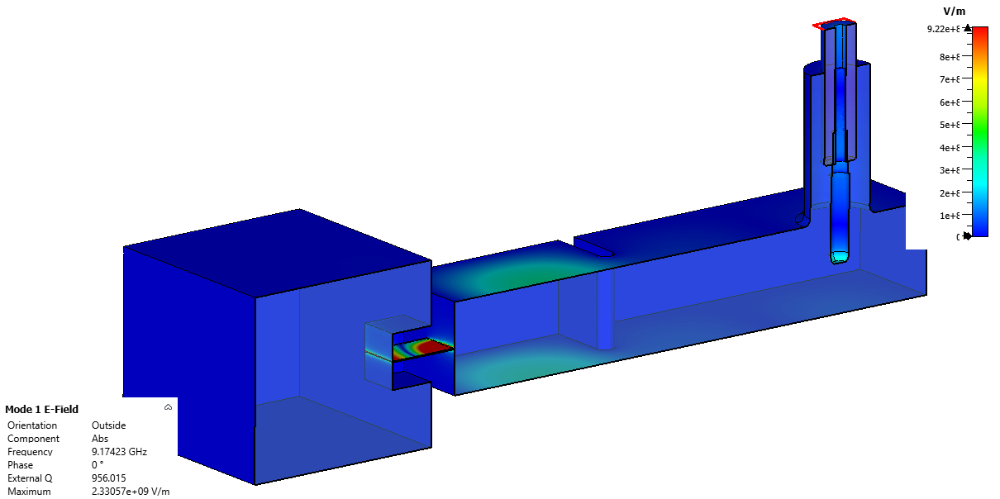 V/m
9.22e+8
8e+8
7e+8
6e+8
5e+8
4e+8
3e+8
2e+8
1e+8
0
Mode 1 E-Field
Orientation Outside
Component Abs
Frequency 9.17423 GHz
Phase 0 °
External Q 956.015
Maximum 2.33057e+09 V/m